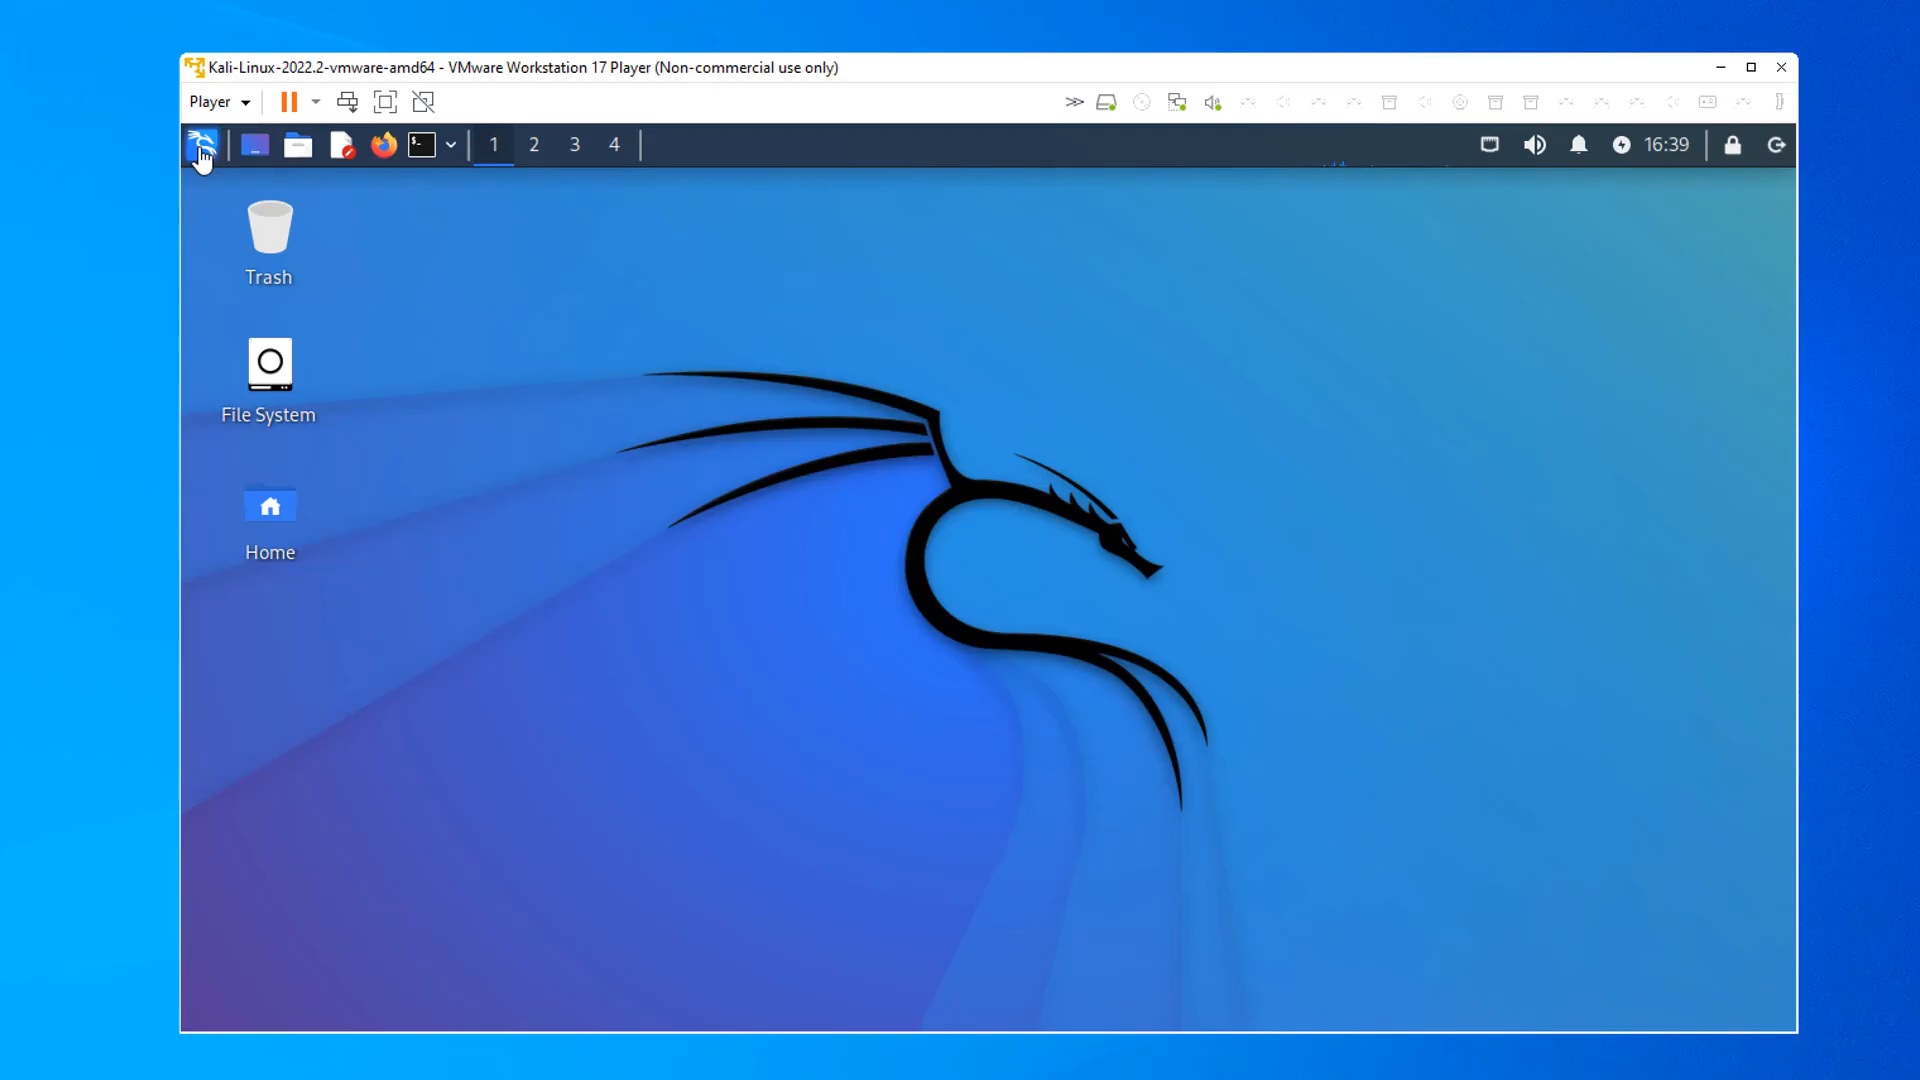 Kali-Linux-2022.2-vmware-amd64 - VMware Workstation 17 Player (Non-commercial use only)
Player
1 2 3 4 16:39
Trash
File System
Home